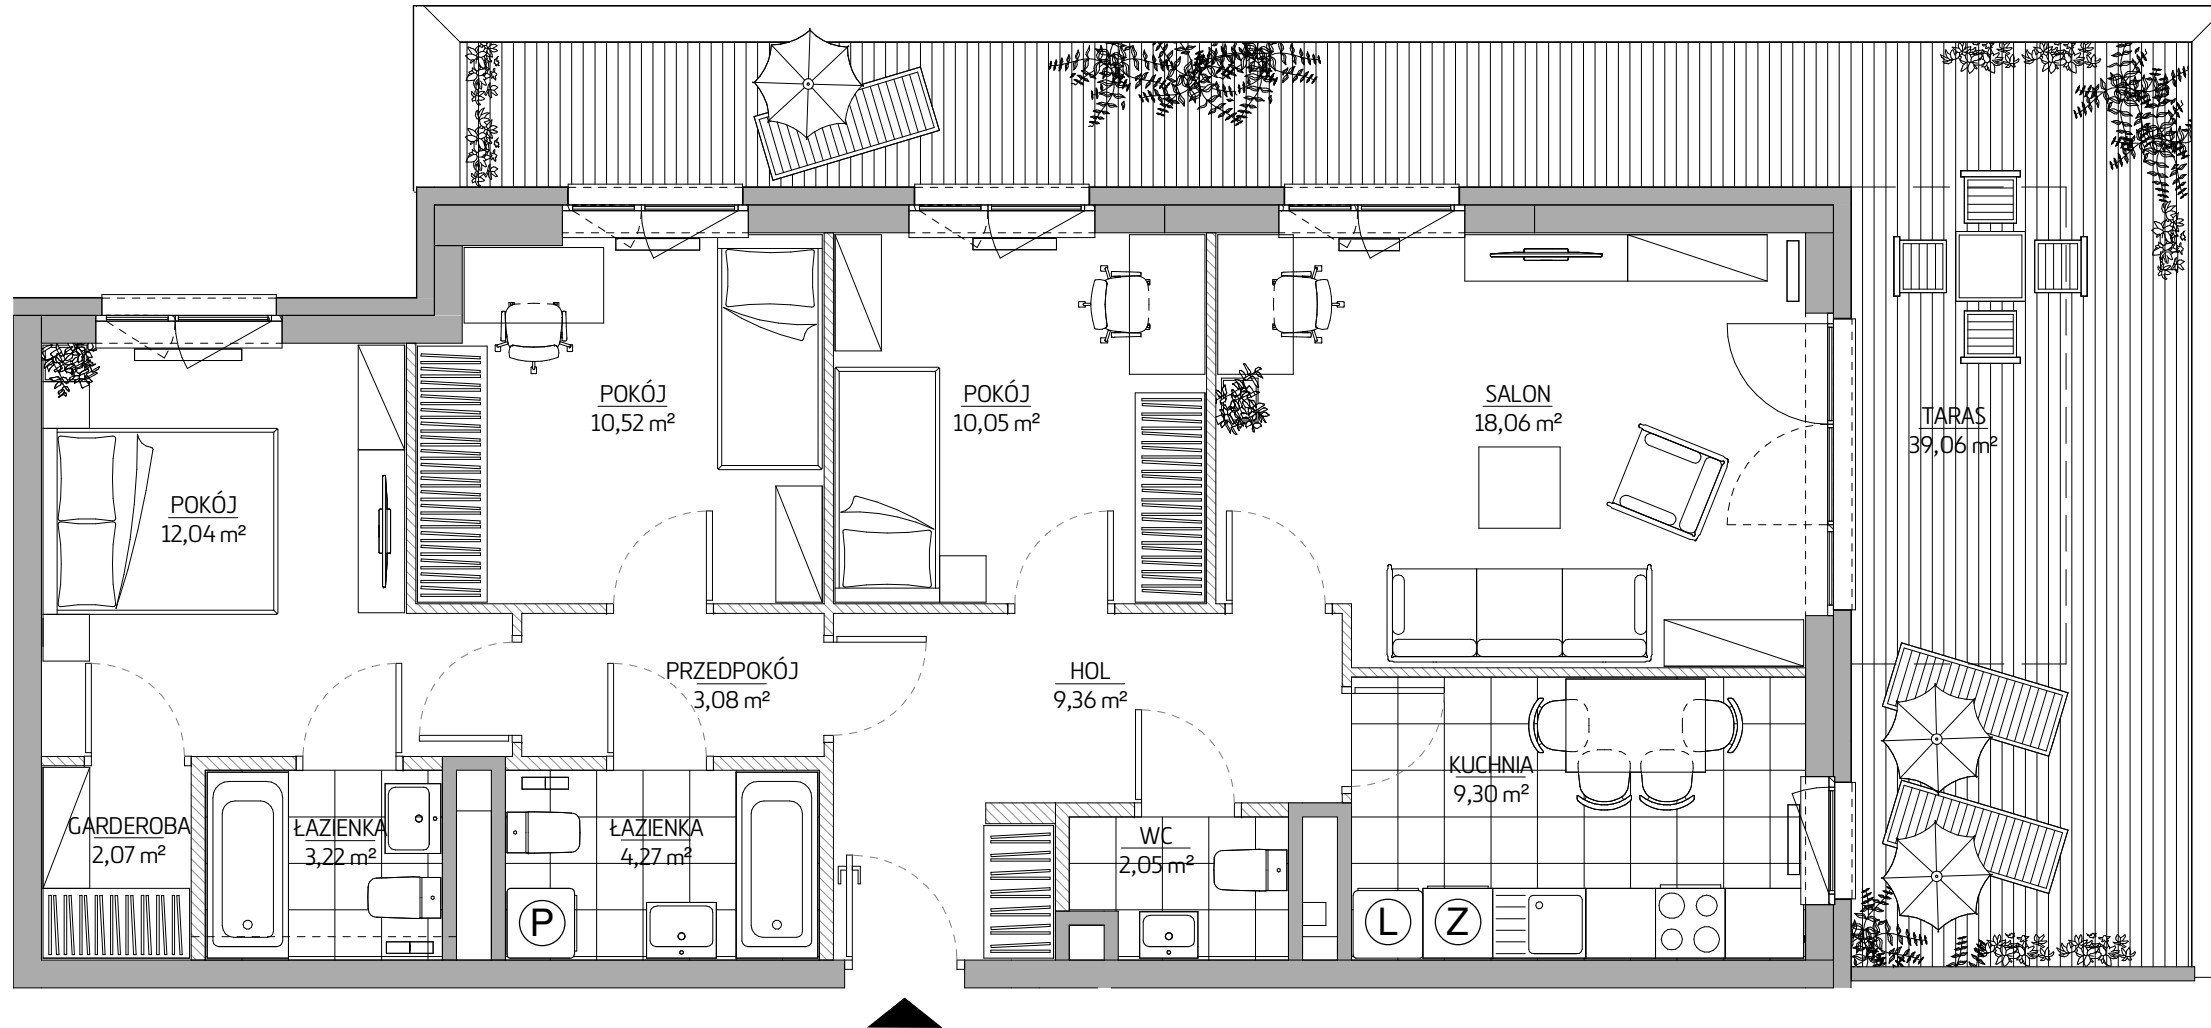 POKÓJ
10,52 m²
POKÓJ
10,05 m²
SALON
18,06 m²
TARAS
39,06 m²
POKÓJ
12,04 m²
PRZEDPOKÓJ
3,08 m²
HOL
9,36 m²
KUCHNIA
9,30 m²
GARDEROBA
2,07 m²
ŁAZIENKA
3,22 m²
ŁAZIENKA
4,27 m²
WC
2,05 m²
P
L
Z